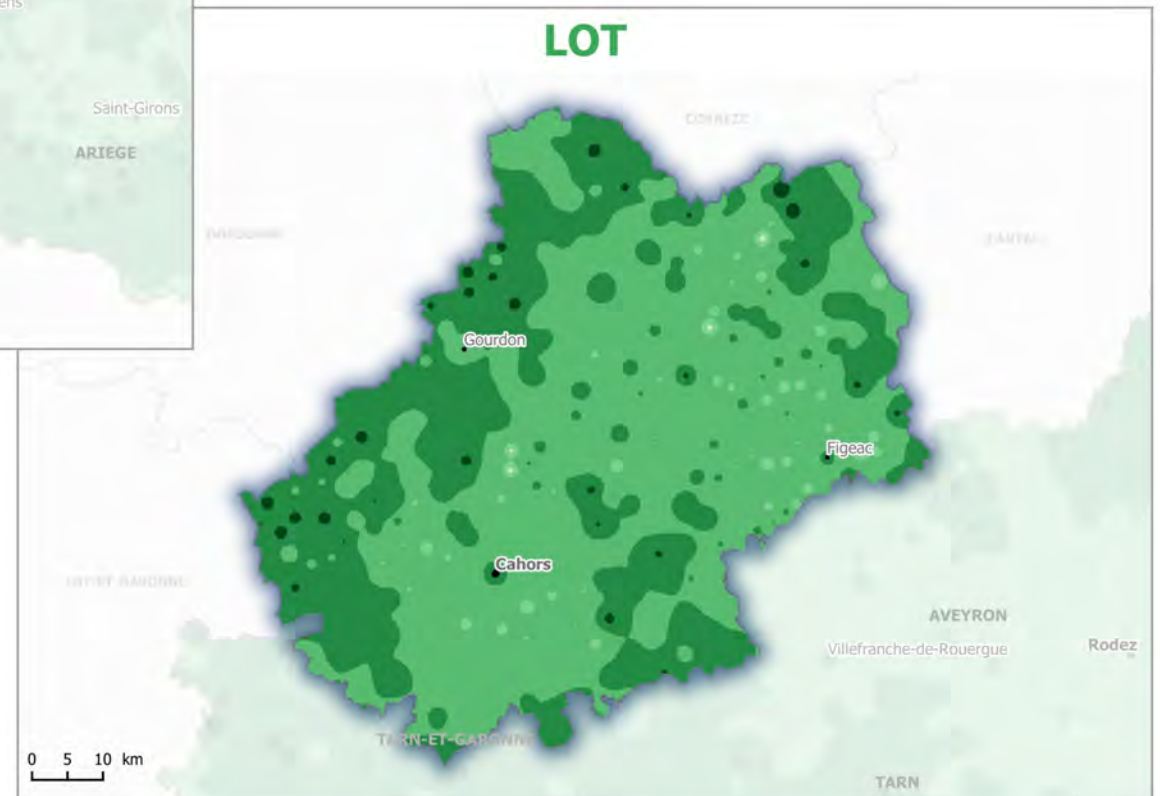 ens
LOT
Saint-Girons
CORREZE
ARIEGE
DORDOGNE
CANTAL
Gourdon
Figeac
Cahors
LOT-ET-GARONNE
AVEYRON
Villefranche-de-Rouergue
Rodez
TARN-ET-GARONNE
0 5 10 km
TARN